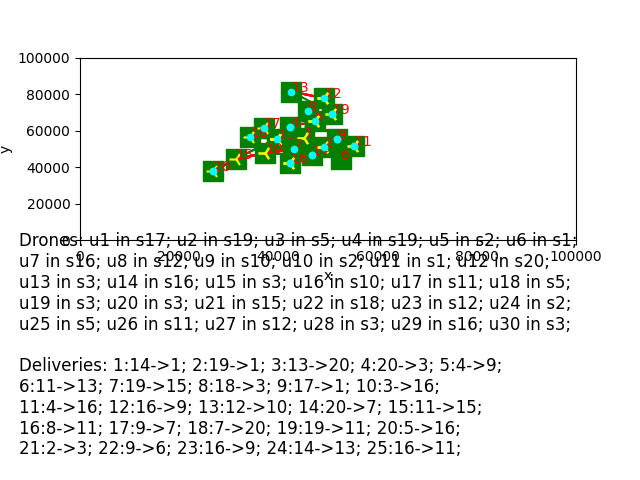 100000
80000
60000
40000
20000
0
0 20000 40000 60000 80000 100000
x
y
Drones: u1 in s17; u2 in s19; u3 in s5; u4 in s19; u5 in s2; u6 in s1;
u7 in s16; u8 in s12; u9 in s10; u10 in s2; u11 in s1; u12 in s20;
u13 in s3; u14 in s16; u15 in s3; u16 in s10; u17 in s11; u18 in s5;
u19 in s3; u20 in s3; u21 in s15; u22 in s18; u23 in s12; u24 in s2;
u25 in s5; u26 in s11; u27 in s12; u28 in s3; u29 in s16; u30 in s3;
Deliveries: 1:14->1; 2:19->1; 3:13->20; 4:20->3; 5:4->9;
6:11->13; 7:19->15; 8:18->3; 9:17->1; 10:3->16;
11:4->16; 12:16->9; 13:12->10; 14:20->7; 15:11->15;
16:8->11; 17:9->7; 18:7->20; 19:19->11; 20:5->16;
21:2->3; 22:9->6; 23:16->9; 24:14->13; 25:16->11;